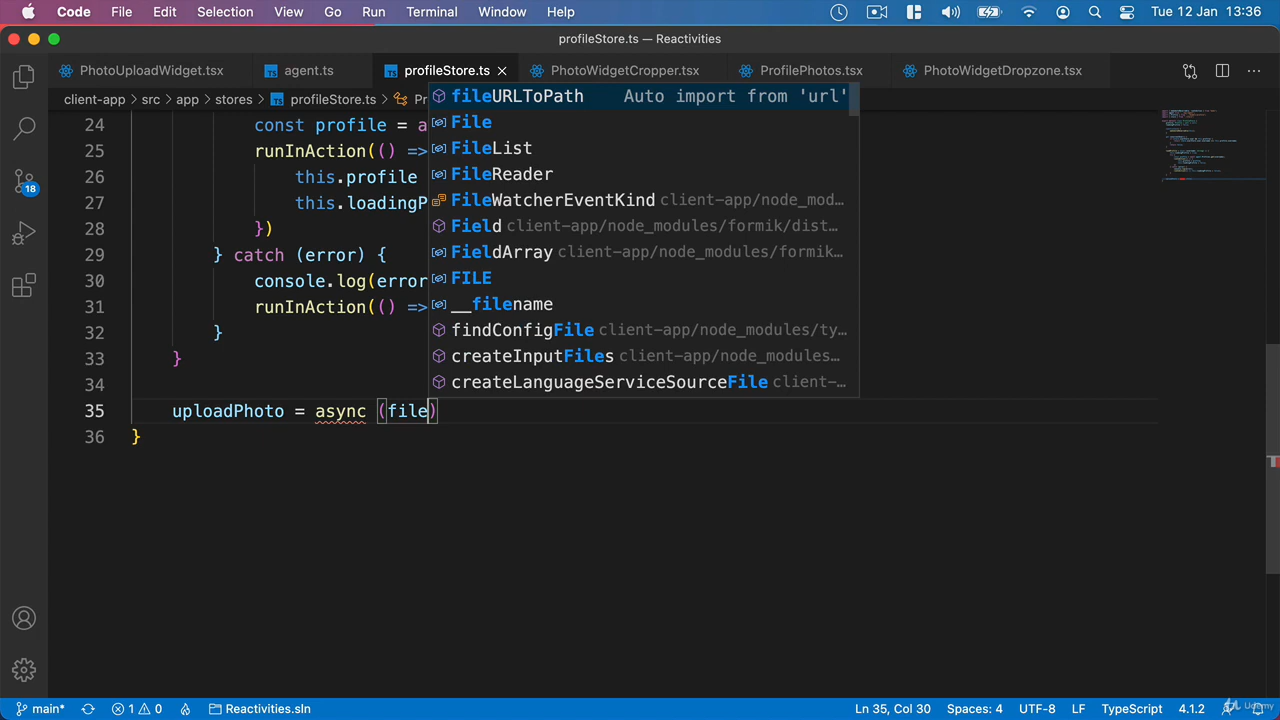 Code File Edit Selection View Go Run Terminal Window Help Tue 12 Jan 13:36
profileStore.ts — Reactivities
PhotoUploadWidget.tsx TS agent.ts TS profileStore.ts PhotoWidgetCropper.tsx ProfilePhotos.tsx PhotoWidgetDropzone.tsx
client-app > src > app > stores > TS profileStore.ts > Pr
24 const profile = a
25 runInAction(() =>
26 this.profile
27 this.loadingP
28 })
29 } catch (error) {
30 console.log(error
31 runInAction(() =>
32 }
33 }
34
35 uploadPhoto = async (file)
36 }
fileURLToPath Auto import from 'url'
File
FileList
FileReader
FileWatcherEventKind client-app/node_mod…
Field client-app/node_modules/formik/dist…
FieldArray client-app/node_modules/formik…
FILE
__filename
findConfigFile client-app/node_modules/ty…
createInputFiles client-app/node_modules…
createLanguageServiceSourceFile client-…
18
main* 1 0 Reactivities.sln Ln 35, Col 30 Spaces: 4 UTF-8 LF TypeScript 4.1.2
Udemy